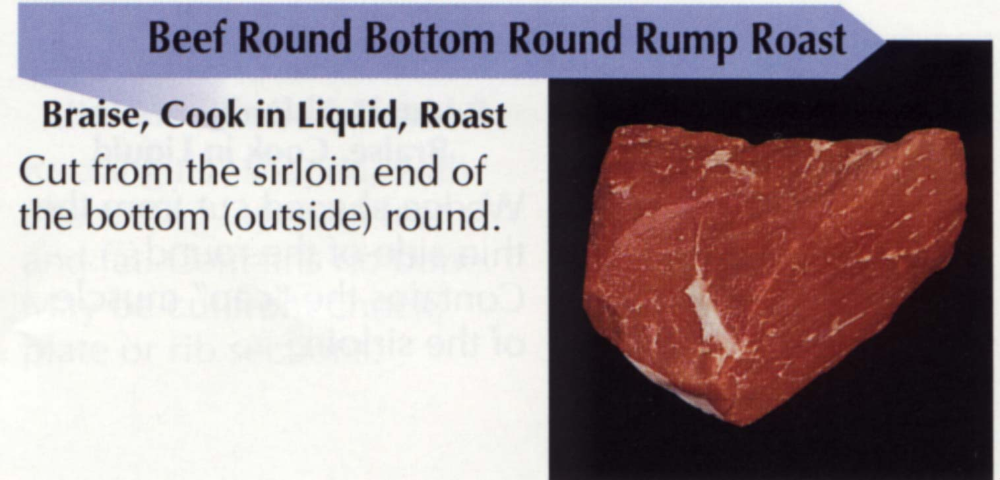 Beef Round Bottom Round Rump Roast
Braise, Cook in Liquid, Roast
Cut from the sirloin end of
the bottom (outside) round.